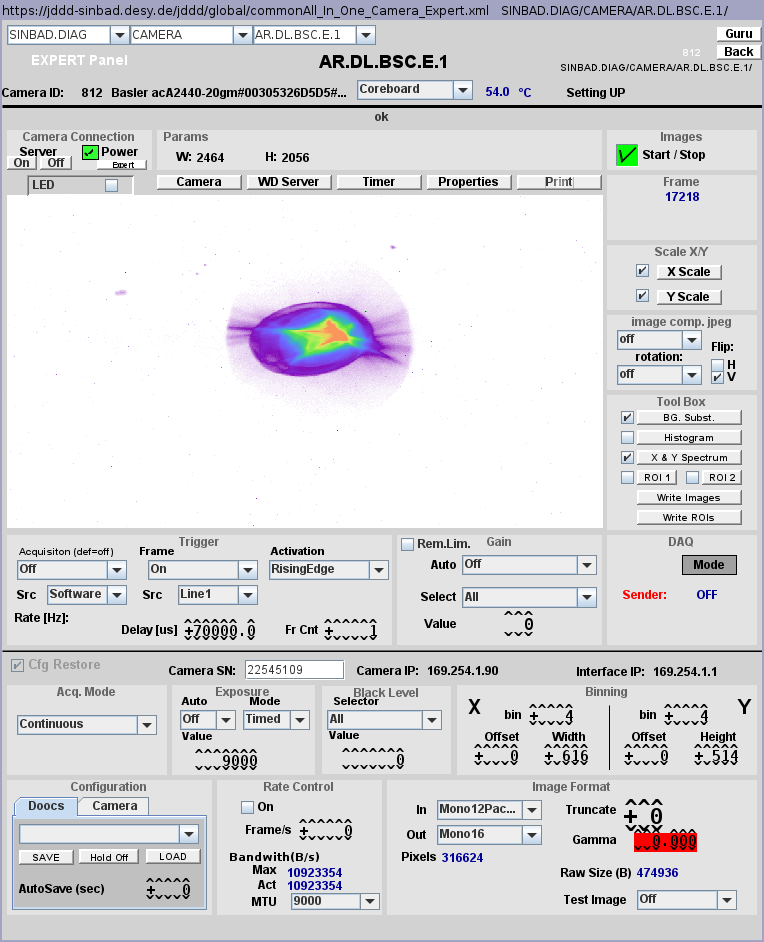 https://jddd-sinbad.desy.de/jddd/global/commonAll_In_One_Camera_Expert.xml SINBAD.DIAG/CAMERA/AR.DL.BSC.E.1/
SINBAD.DIAG CAMERA AR.DL.BSC.E.1 Guru
EXPERT Panel AR.DL.BSC.E.1 812 Back
SINBAD.DIAG/CAMERA/AR.DL.BSC.E.1/
Camera ID: 812 Basler acA2440-20gm#00305326D5D5#... Coreboard 54.0 °C Setting UP
ok
Camera Connection Params Images
Server Power W: 2464 H: 2056 Start / Stop
On Off Expert
LED Camera WD Server Timer Properties Print Frame
17218
Scale X/Y
X Scale
Y Scale
image comp. jpeg
off Flip:
rotation: H
off V
Tool Box
BG. Subst.
Histogram
X & Y Spectrum
ROI 1 ROI 2
Write Images
Write ROIs
Trigger Rem.Lim. Gain DAQ
Acquisiton (def=off) Frame Activation
Off On RisingEdge Auto Off Mode
Src Software Src Line1 Select All Sender: OFF
Rate [Hz]: Delay [us] +70000.0 Fr Cnt + 1 Value 0
Cfg Restore Camera SN: 22545109 Camera IP: 169.254.1.90 Interface IP: 169.254.1.1
Acq. Mode Exposure Black Level Binning
Auto Mode Selector X bin + 4 bin + 4 Y
Continuous Off Timed All
Value Value Offset Width Offset Height
9000 0 + 0 + 616 + 0 + 514
Configuration Rate Control Image Format
Doocs Camera On In Mono12Pac... Truncate + 0
Frame/s + 0 Out Mono16 Gamma 0.000
SAVE Hold Off LOAD Bandwith(B/s) Pixels 316624
Max 10923354 Raw Size (B) 474936
AutoSave (sec) + 0 Act 10923354
MTU 9000 Test Image Off